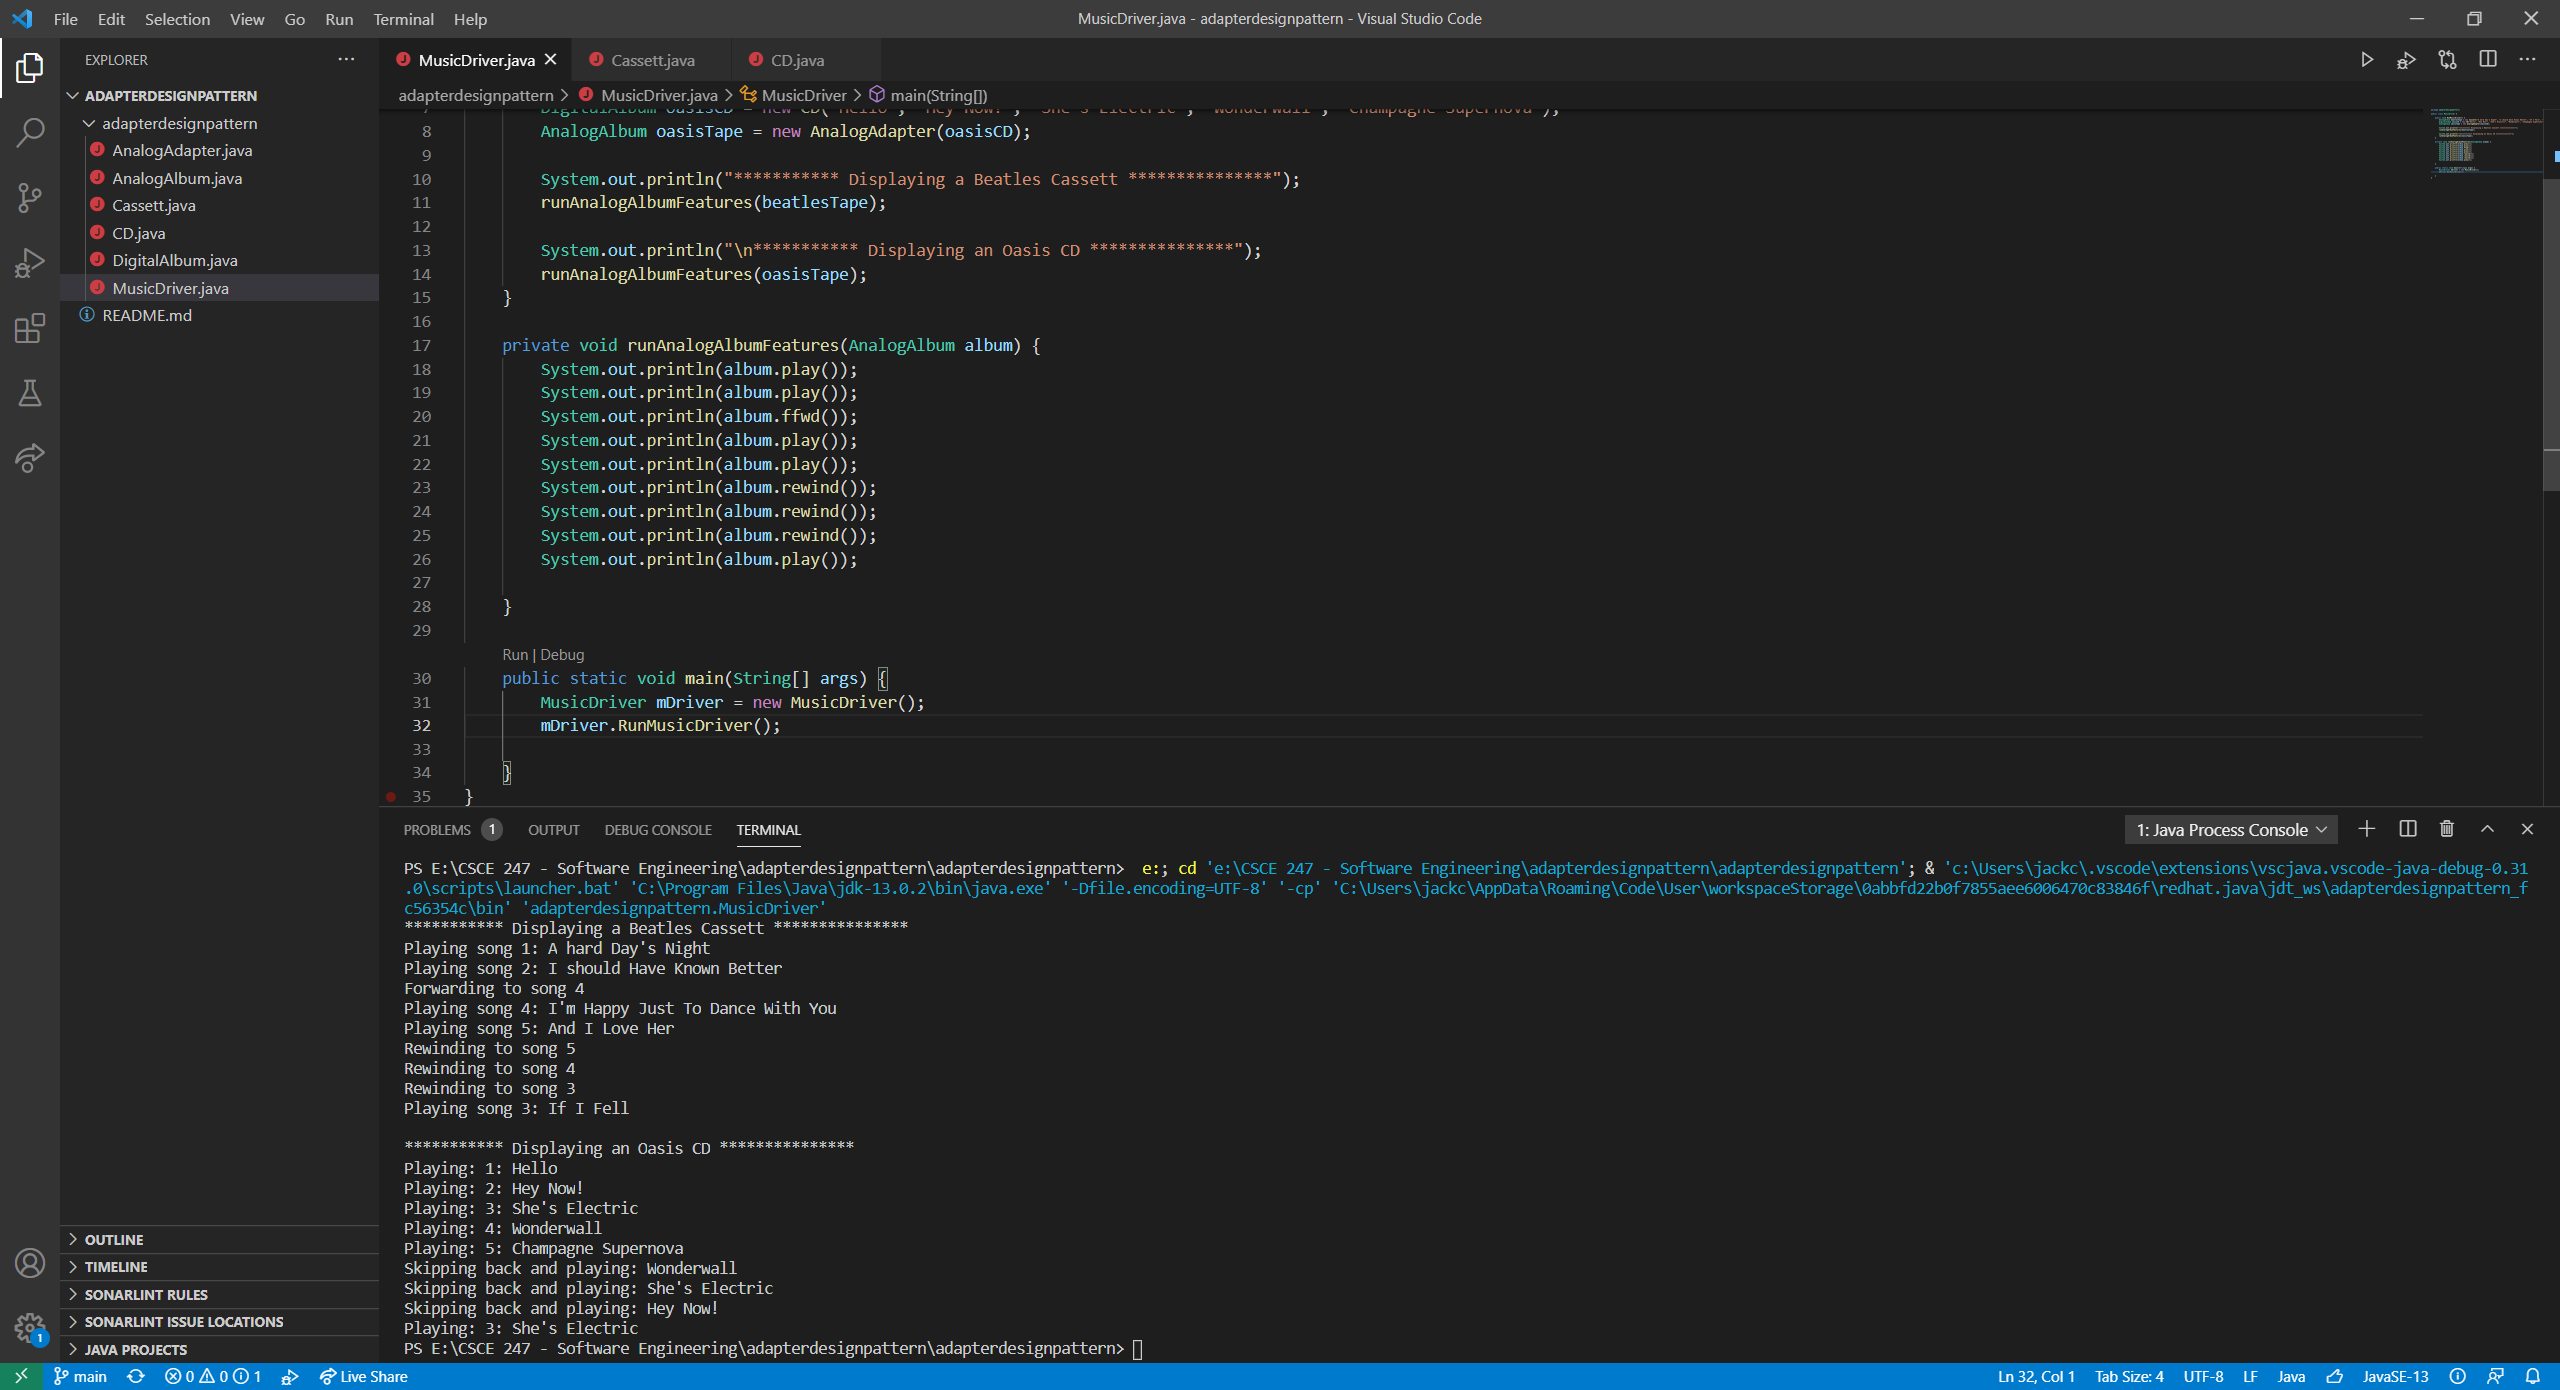 File Edit Selection View Go Run Terminal Help
MusicDriver.java - adapterdesignpattern - Visual Studio Code
EXPLORER
ADAPTERDESIGNPATTERN
adapterdesignpattern
AnalogAdapter.java
AnalogAlbum.java
Cassett.java
CD.java
DigitalAlbum.java
MusicDriver.java
README.md
OUTLINE
TIMELINE
SONARLINT RULES
SONARLINT ISSUE LOCATIONS
JAVA PROJECTS
MusicDriver.java Cassett.java CD.java
adapterdesignpattern > MusicDriver.java > MusicDriver > main(String[])
7 DigitalAlbum oasisCD = new CD("Hello", "Hey Now!", "She's Electric", "Wonderwall", "Champagne Supernova");
8 AnalogAlbum oasisTape = new AnalogAdapter(oasisCD);
9
10 System.out.println("*********** Displaying a Beatles Cassett ***************");
11 runAnalogAlbumFeatures(beatlesTape);
12
13 System.out.println("\n*********** Displaying an Oasis CD ***************");
14 runAnalogAlbumFeatures(oasisTape);
15 }
16
17 private void runAnalogAlbumFeatures(AnalogAlbum album) {
18 System.out.println(album.play());
19 System.out.println(album.play());
20 System.out.println(album.ffwd());
21 System.out.println(album.play());
22 System.out.println(album.play());
23 System.out.println(album.rewind());
24 System.out.println(album.rewind());
25 System.out.println(album.rewind());
26 System.out.println(album.play());
27
28 }
29
Run | Debug
30 public static void main(String[] args) {
31 MusicDriver mDriver = new MusicDriver();
32 mDriver.RunMusicDriver();
33
34 }
35 }
PROBLEMS 1 OUTPUT DEBUG CONSOLE TERMINAL
1: Java Process Console
PS E:\CSCE 247 - Software Engineering\adapterdesignpattern\adapterdesignpattern>  e:; cd 'e:\CSCE 247 - Software Engineering\adapterdesignpattern\adapterdesignpattern'; & 'c:\Users\jackc\.vscode\extensions\vscjava.vscode-java-debug-0.31
.0\scripts\launcher.bat' 'C:\Program Files\Java\jdk-13.0.2\bin\java.exe' '-Dfile.encoding=UTF-8' '-cp' 'C:\Users\jackc\AppData\Roaming\Code\User\workspaceStorage\0abbfd22b0f7855aee6006470c83846f\redhat.java\jdt_ws\adapterdesignpattern_f
c56354c\bin' 'adapterdesignpattern.MusicDriver'
*********** Displaying a Beatles Cassett ***************
Playing song 1: A hard Day's Night
Playing song 2: I should Have Known Better
Forwarding to song 4
Playing song 4: I'm Happy Just To Dance With You
Playing song 5: And I Love Her
Rewinding to song 5
Rewinding to song 4
Rewinding to song 3
Playing song 3: If I Fell

*********** Displaying an Oasis CD ***************
Playing: 1: Hello
Playing: 2: Hey Now!
Playing: 3: She's Electric
Playing: 4: Wonderwall
Playing: 5: Champagne Supernova
Skipping back and playing: Wonderwall
Skipping back and playing: She's Electric
Skipping back and playing: Hey Now!
Playing: 3: She's Electric
PS E:\CSCE 247 - Software Engineering\adapterdesignpattern\adapterdesignpattern>
1
main 0 0 1 Live Share
Ln 32, Col 1 Tab Size: 4 UTF-8 LF Java JavaSE-13